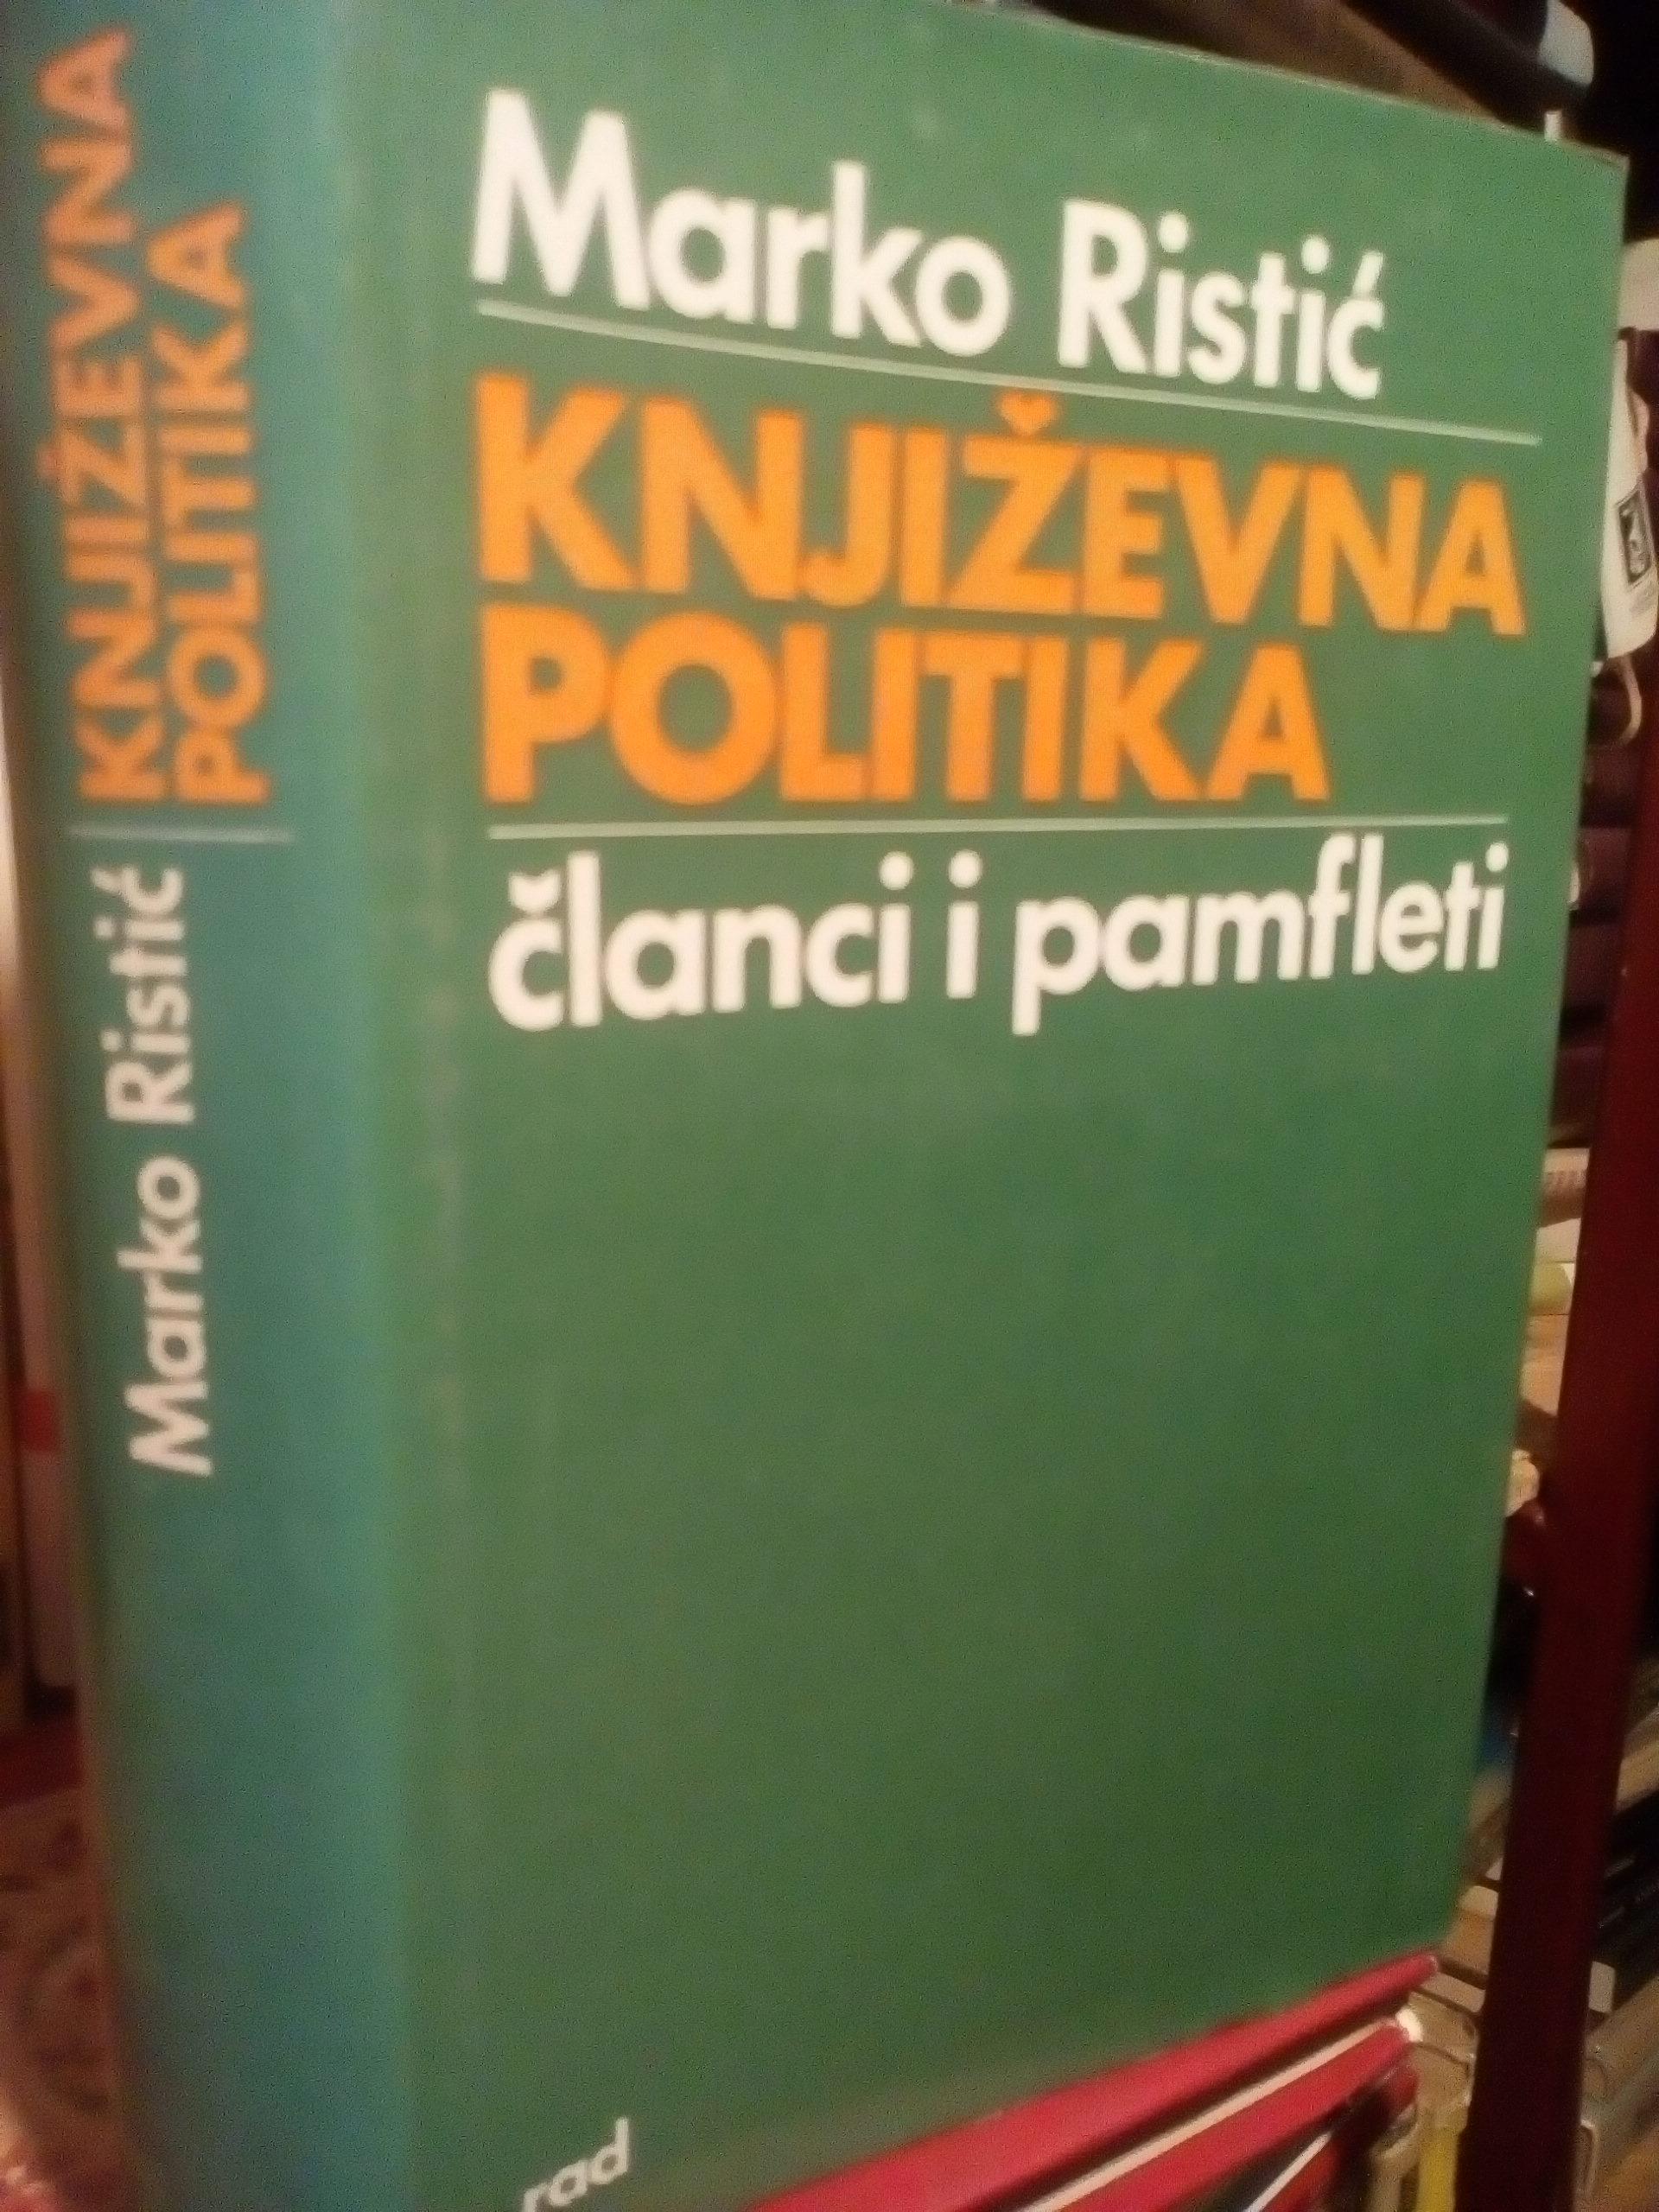 KNJIŽEVNA
POLITIKA
Marko Ristić
Marko Ristić
KNJIŽEVNA
POLITIKA
članci i pamfleti
rad